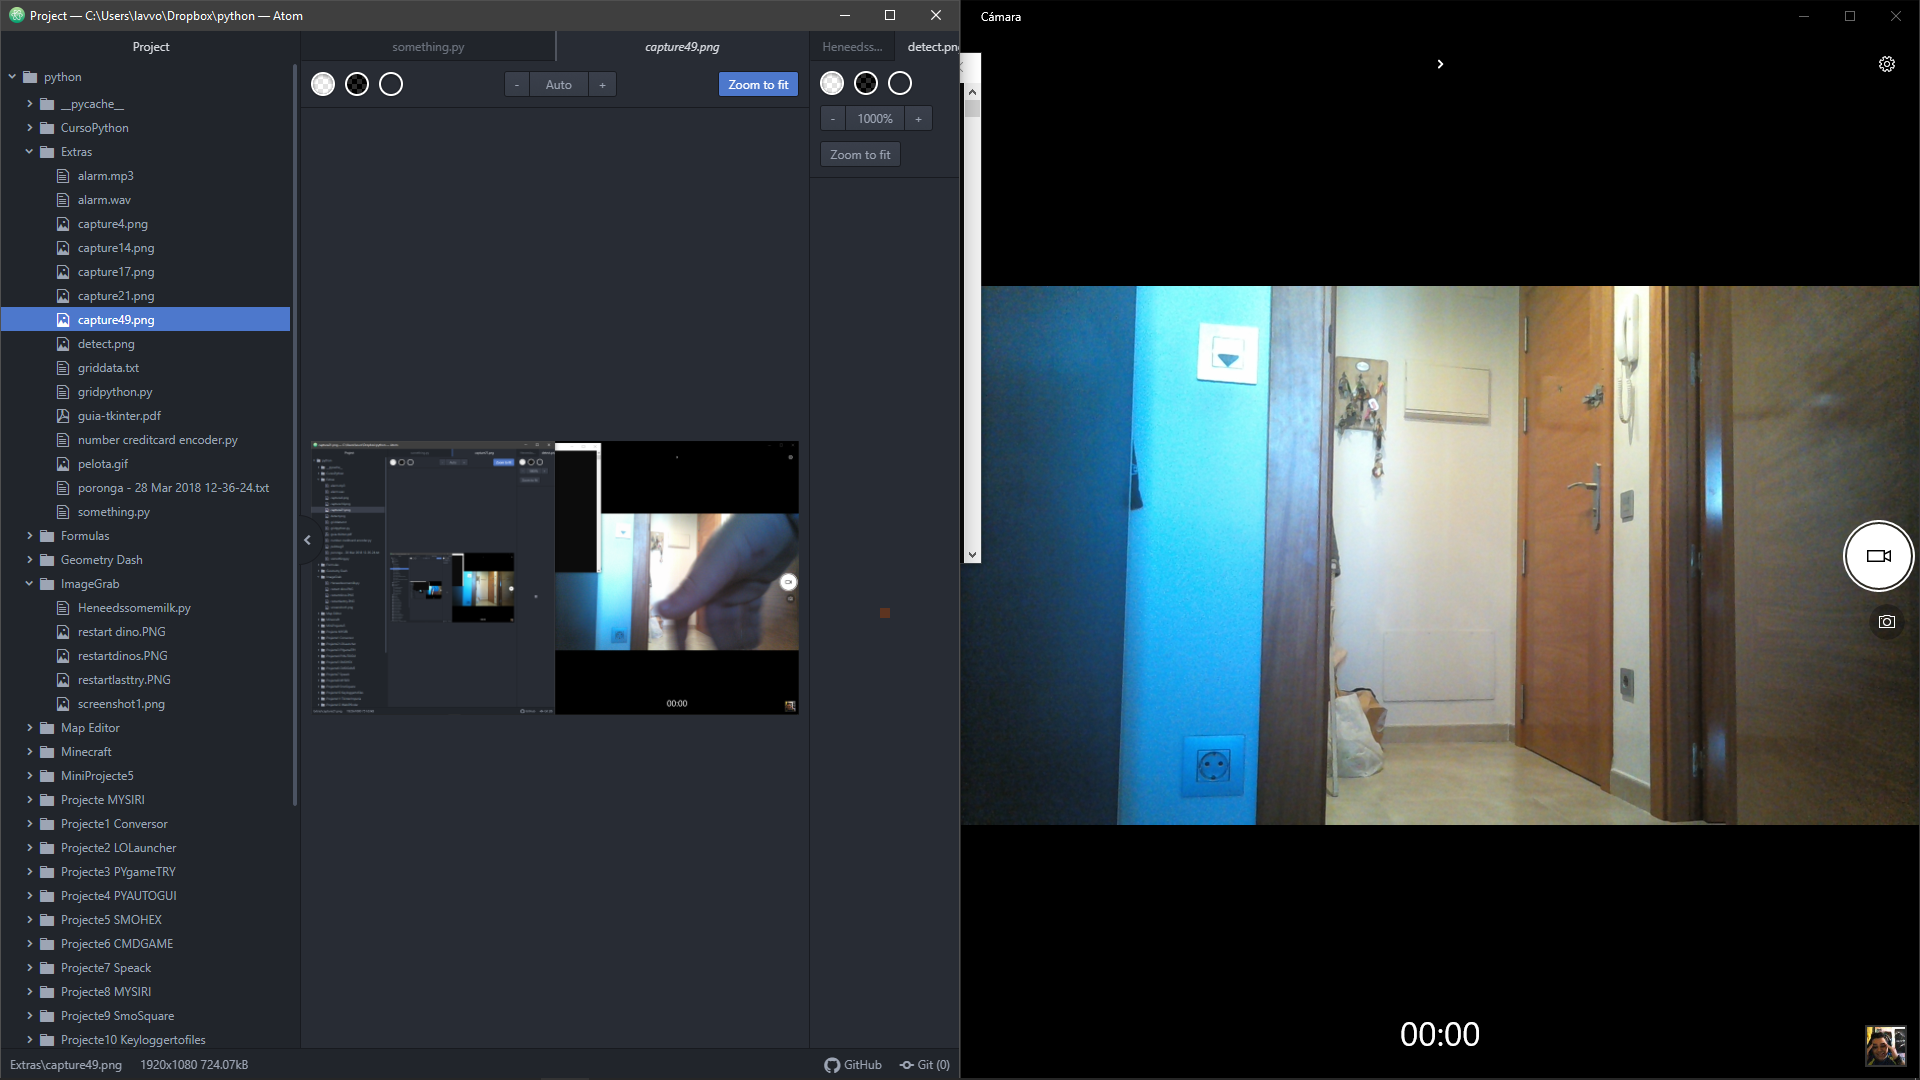 Project — C:\Users\lavvo\Dropbox\python — Atom
Project
python
__pycache__
CursoPython
Extras
alarm.mp3
alarm.wav
capture4.png
capture14.png
capture17.png
capture21.png
capture49.png
detect.png
griddata.txt
gridpython.py
guia-tkinter.pdf
number creditcard encoder.py
pelota.gif
poronga - 28 Mar 2018 12-36-24.txt
something.py
Formulas
Geometry Dash
ImageGrab
Heneedssomemilk.py
restart dino.PNG
restartdinos.PNG
restartlasttry.PNG
screenshot1.png
Map Editor
Minecraft
MiniProjecte5
Projecte MYSIRI
Projecte1 Conversor
Projecte2 LOLauncher
Projecte3 PYgameTRY
Projecte4 PYAUTOGUI
Projecte5 SMOHEX
Projecte6 CMDGAME
Projecte7 Speack
Projecte8 MYSIRI
Projecte9 SmoSquare
Projecte10 Keyloggertofiles
Extras\capture49.png 1920x1080 724.07kB
something.py
capture49.png
- Auto +
Zoom to fit
00:00
Heneedss...
detect.pn
- 1000% +
Zoom to fit
GitHub
Git (0)
Cámara
00:00